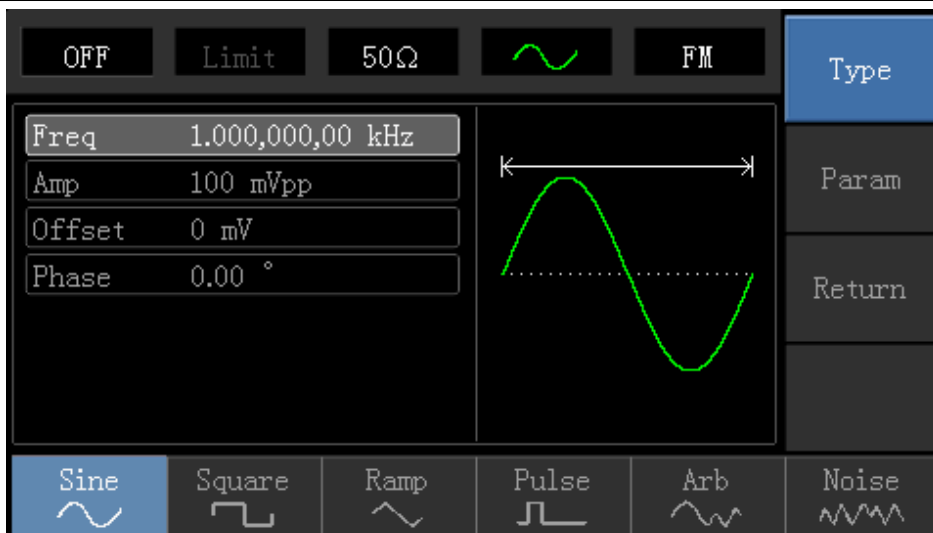 OFF Limit 50Ω FM Type
Freq 1.000,000,00 kHz
Amp 100 mVpp
Offset 0 mV
Phase 0.00 °
Param
Return
Sine Square Ramp Pulse Arb Noise